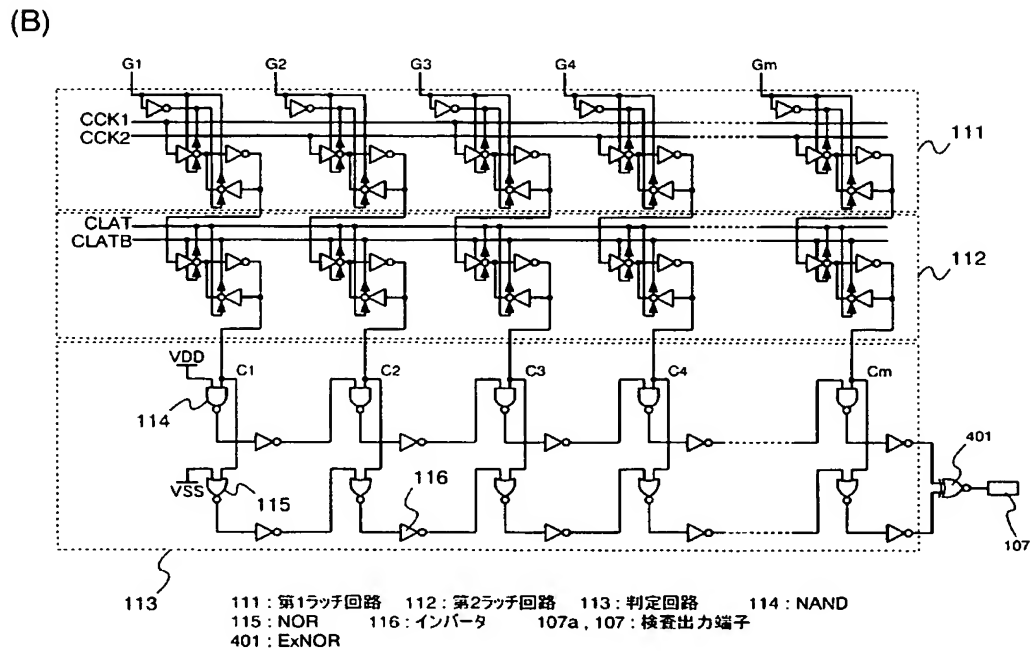 (B)
G1 G2 G3 G4 Gm
CCK1
CCK2
111
CLAT
CLATB
112
VDD
C1 C2 C3 C4 Cm
114
401
VSS
115
116
107
113
111 : 第1ラッチ回路 112 : 第2ラッチ回路 113 : 判定回路 114 : NAND
115 : NOR 116 : インバータ 107a , 107 : 検査出力端子
401 : ExNOR